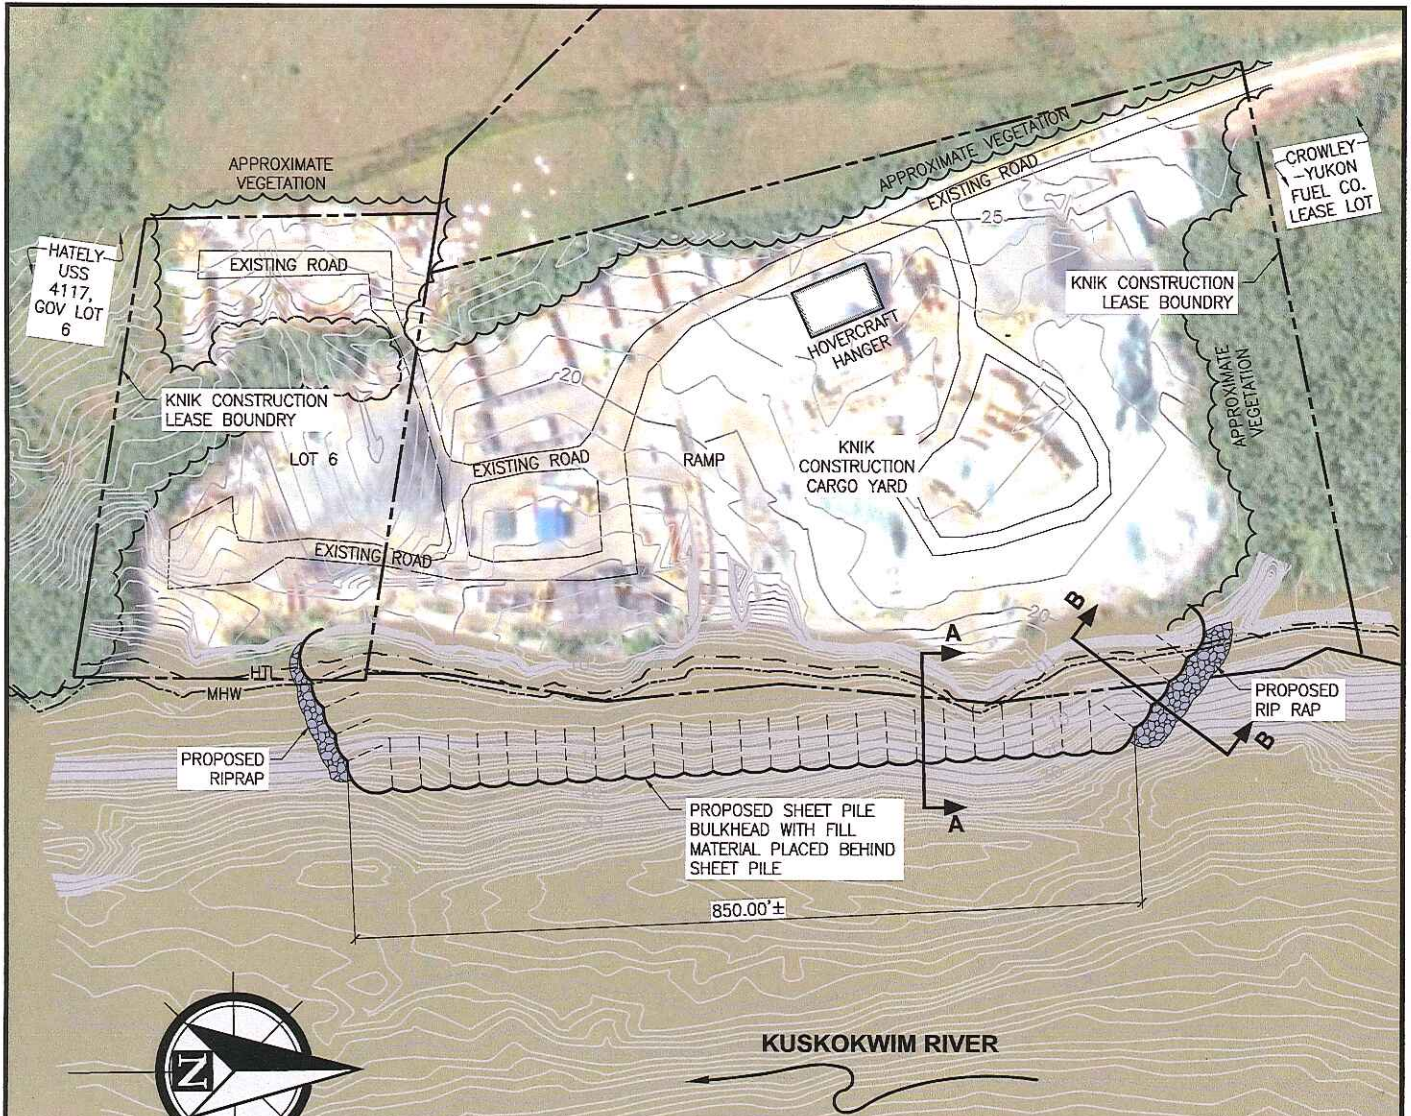 APPROXIMATE
VEGETATION
APPROXIMATE VEGETATION
EXISTING ROAD
CROWLEY
-YUKON
FUEL CO.
LEASE LOT
25
HATELY
USS
4117,
GOV LOT
6
EXISTING ROAD
KNIK CONSTRUCTION
LEASE BOUNDRY
HOVERCRAFT
HANGER
APPROXIMATE
VEGETATION
20
KNIK CONSTRUCTION
LEASE BOUNDRY
LOT 6
EXISTING ROAD
RAMP
KNIK
CONSTRUCTION
CARGO YARD
EXISTING ROAD
20
B
A
HTL
MHW
PROPOSED
RIP RAP
B
PROPOSED
RIPRAP
PROPOSED SHEET PILE
BULKHEAD WITH FILL
MATERIAL PLACED BEHIND
SHEET PILE
A
850.00'±
N
KUSKOKWIM RIVER